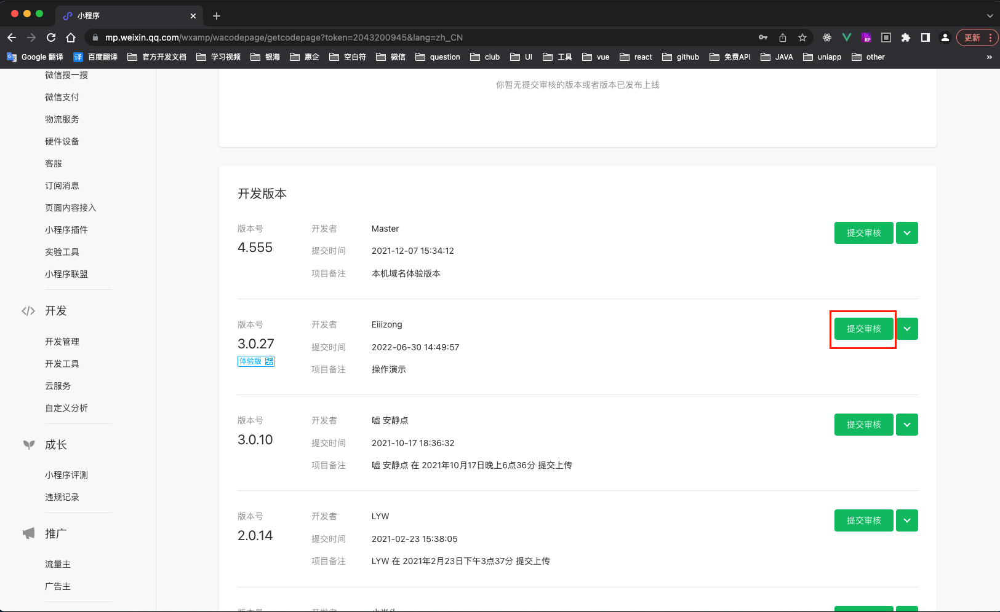 小程序
mp.weixin.qq.com/wxamp/wacodepage/getcodepage?token=2043200945&lang=zh_CN
更新
Google 翻译
译 百度翻译
官方开发文档
学习视频
银海
惠企
空白符
微信
question
club
UI
工具
vue
react
github
免费API
JAVA
uniapp
other
微信搜一搜
微信支付
物流服务
硬件设备
客服
订阅消息
页面内容接入
小程序插件
实验工具
小程序联盟
开发
开发管理
开发工具
云服务
自定义分析
成长
小程序评测
违规记录
推广
流量主
广告主
你暂无提交审核的版本或者版本已发布上线
开发版本
版本号
4.555
开发者 Master
提交时间 2021-12-07 15:34:12
项目备注 本机域名体验版本
提交审核
版本号
3.0.27
体验版
开发者 Eiiizong
提交时间 2022-06-30 14:49:57
项目备注 操作演示
提交审核
版本号
3.0.10
开发者 嘘 安静点
提交时间 2021-10-17 18:36:32
项目备注 嘘 安静点 在 2021年10月17日晚上6点36分 提交上传
提交审核
版本号
2.0.14
开发者 LYW
提交时间 2021-02-23 15:38:05
项目备注 LYW 在 2021年2月23日下午3点37分 提交上传
提交审核
版本号
开发者